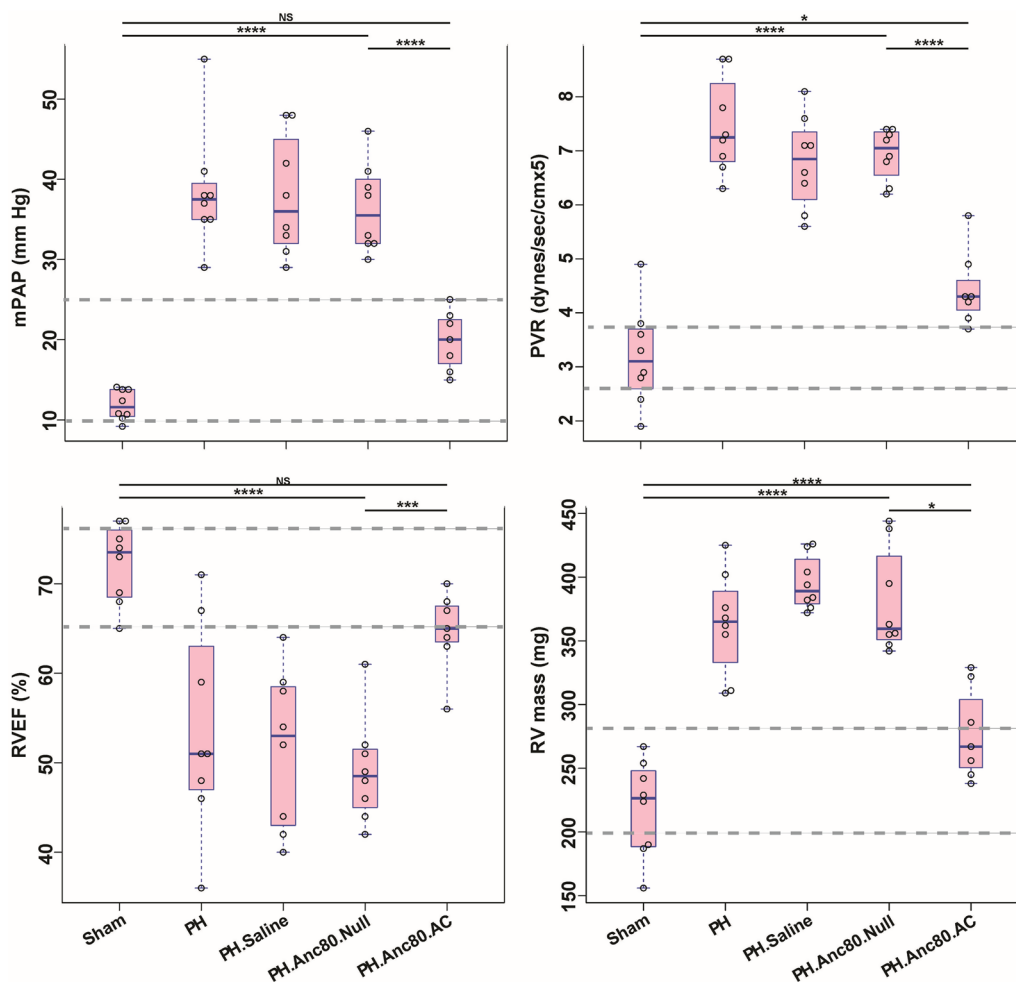 NS
****
****
mPAP (mm Hg)
50
40
30
20
10
*
****
****
PVR (dynes/sec/cmx5)
8
7
6
5
4
3
2
NS
****
***
RVEF (%)
70
60
50
40
Sham
PH
PH.Saline
PH.Anc80.Null
PH.Anc80.AC
****
****
*
RV mass (mg)
450
400
350
300
250
200
150
Sham
PH
PH.Saline
PH.Anc80.Null
PH.Anc80.AC